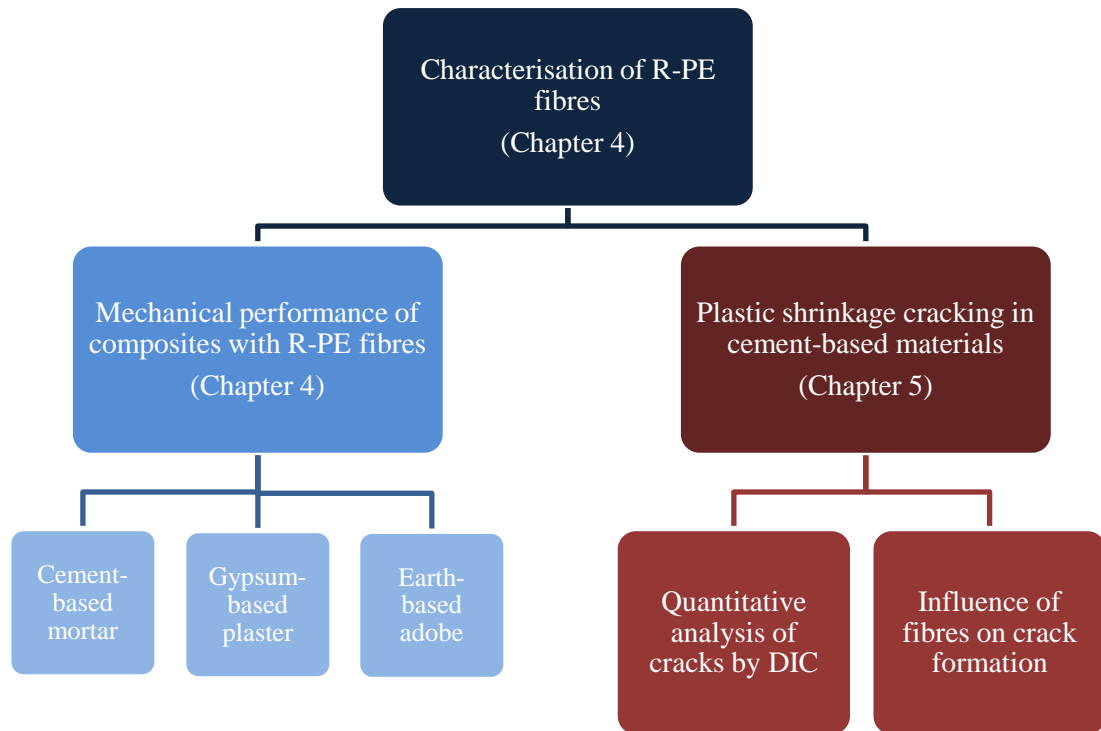 Characterisation of R-PE
fibres
(Chapter 4)
Mechanical performance of
composites with R-PE fibres
(Chapter 4)
Plastic shrinkage cracking in
cement-based materials
(Chapter 5)
Cement-
based
mortar
Gypsum-
based
plaster
Earth-
based
adobe
Quantitative
analysis of
cracks by DIC
Influence of
fibres on crack
formation